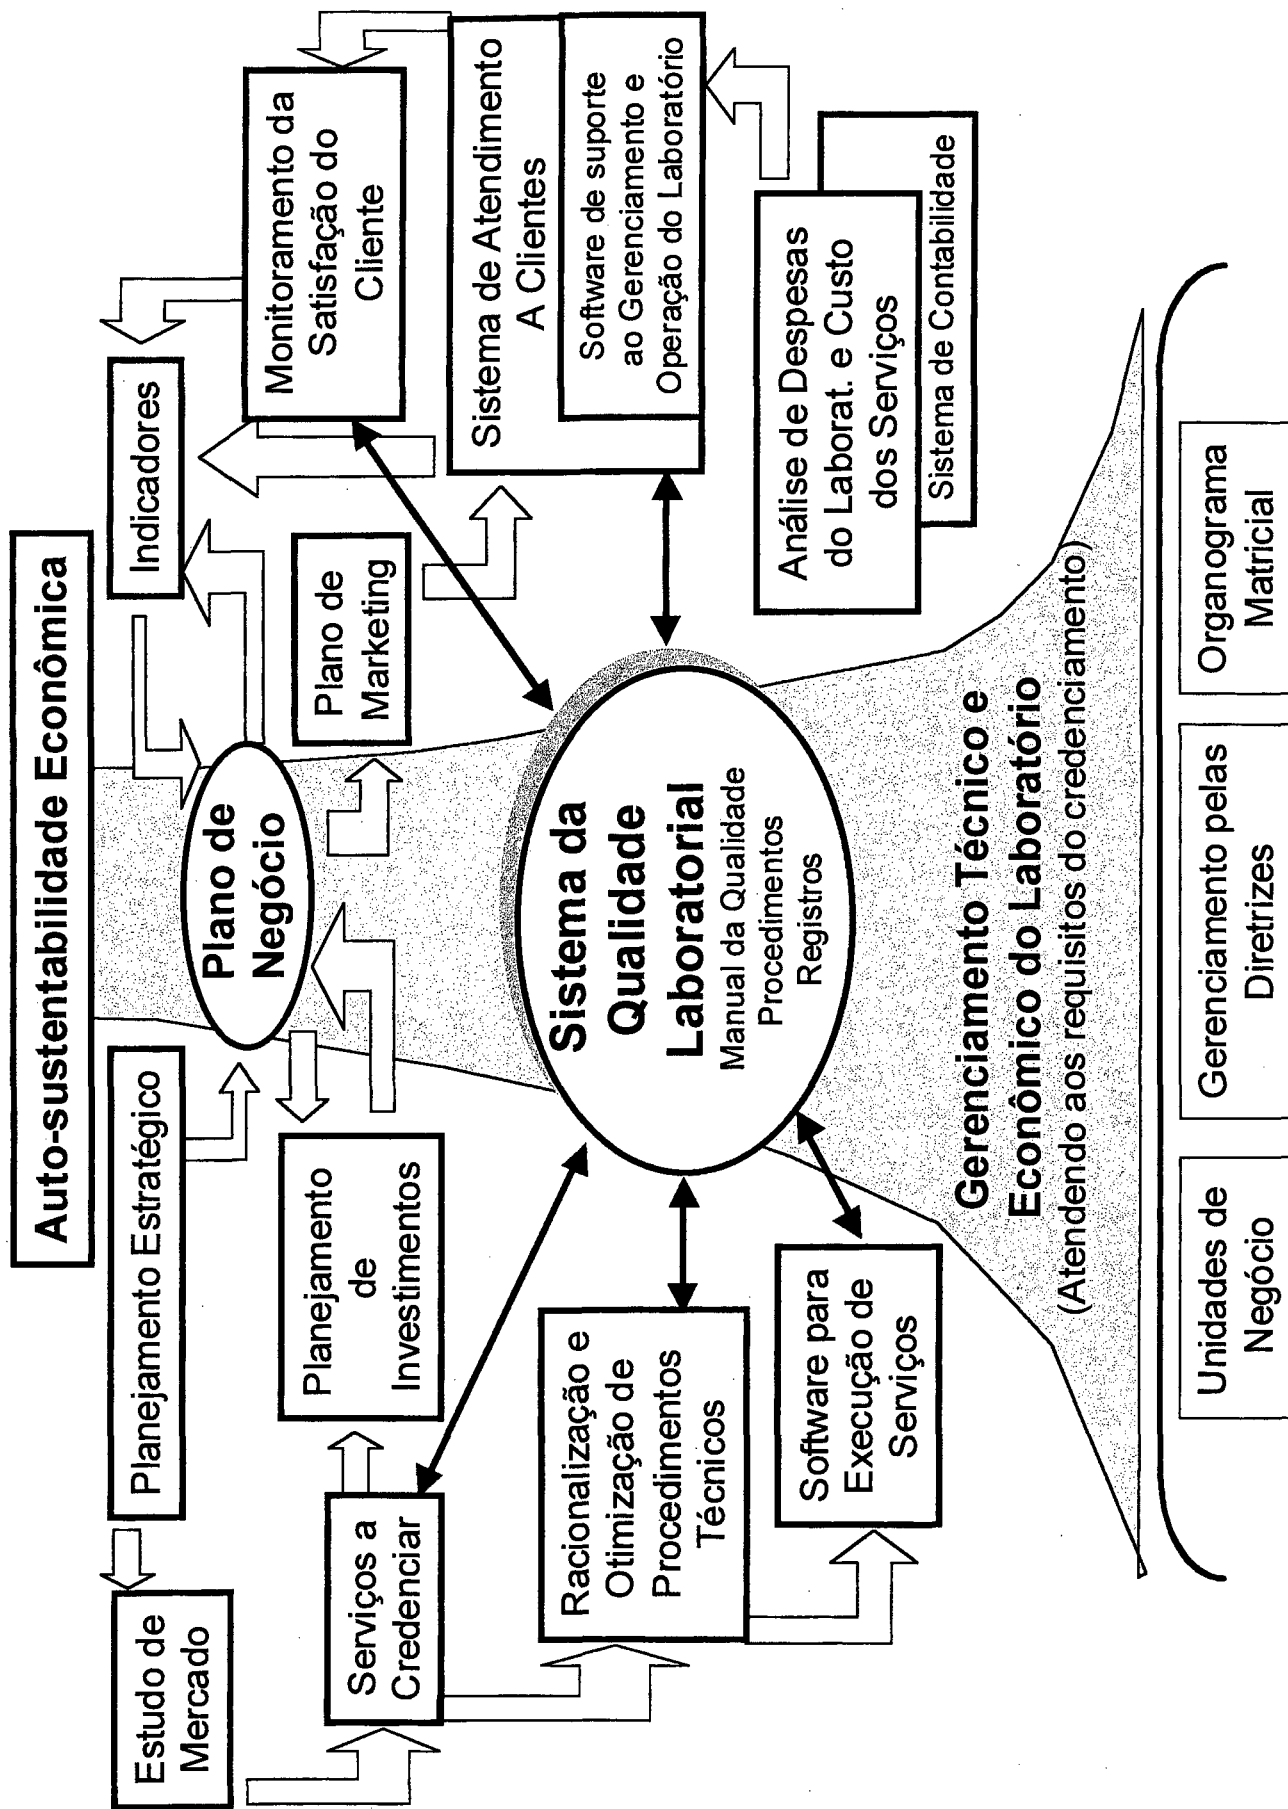 Auto-sustentabilidade Econômica
Estudo de
Mercado
Planejamento Estratégico
Indicadores
Plano de
Negócio
Serviços a
Credenciar
Planejamento
de
Investimentos
Plano de
Marketing
Monitoramento da
Satisfação do
Cliente
Racionalização e
Otimização de
Procedimentos
Técnicos
Sistema da
Qualidade
Laboratorial
Manual da Qualidade
Procedimentos
Registros
Sistema de Atendimento
A Clientes
Software de suporte
ao Gerenciamento e
Operação do Laboratório
Software para
Execução de
Serviços
Análise de Despesas
do Laborat. e Custo
dos Serviços
Sistema de Contabilidade
Gerenciamento Técnico e
Econômico do Laboratório
(Atendendo aos requisitos do credenciamento)
Unidades de
Negócio
Gerenciamento pelas
Diretrizes
Organograma
Matricial